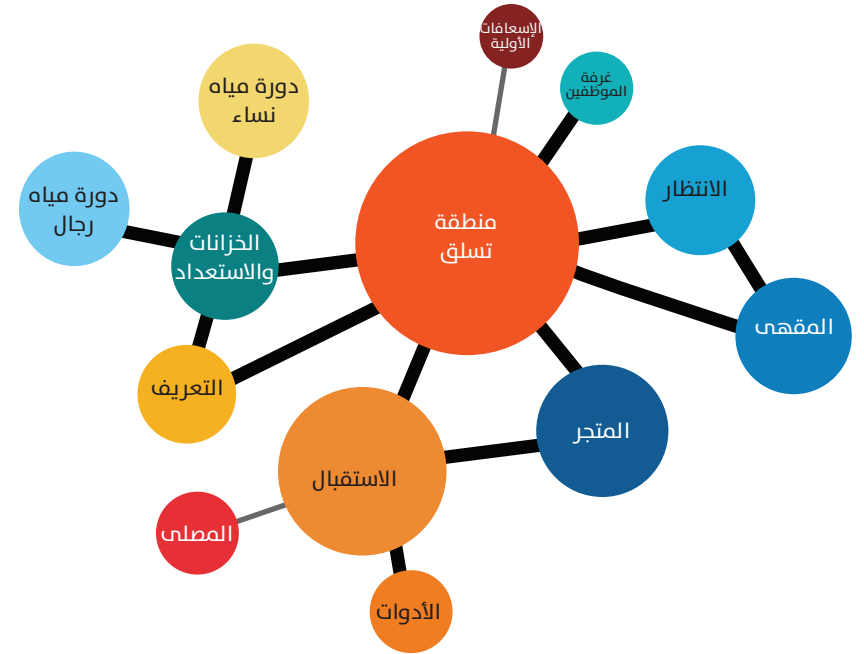 الإسعافات
الأولية
غرفة
الموظفين
دورة مياه
نساء
الانتظار
دورة مياه
رجال
منطقة
تسلق
الخزانات
والاستعداد
المقهى
التعريف
المتجر
الاستقبال
المصلى
الأدوات